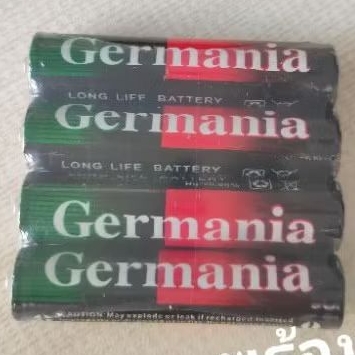 Germania
LONG LIFE BATTERY
Germania
LONG LIFE BATTERY
Germania
Germania
CAUTION: May explode or leak if recharged